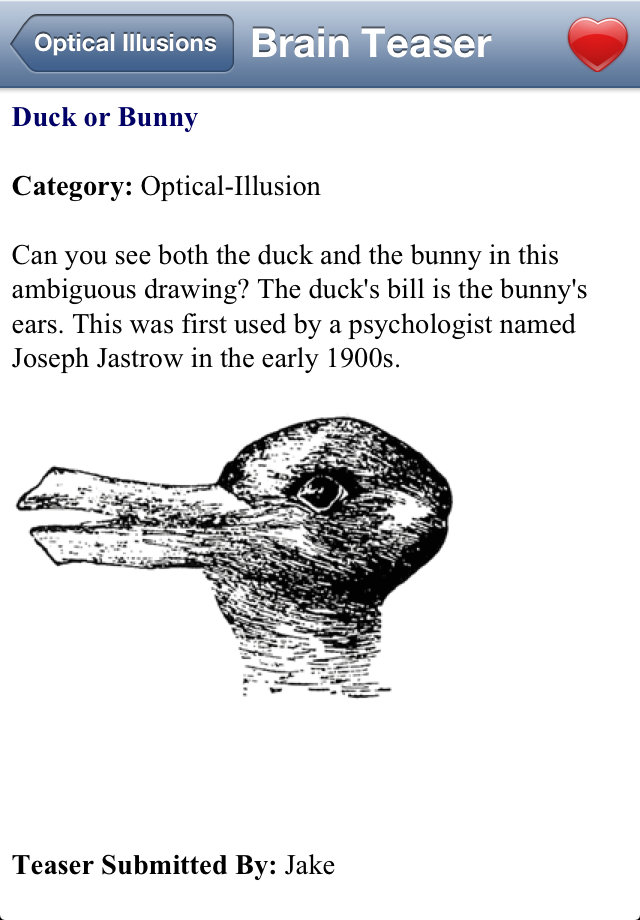 Optical Illusions
Brain Teaser
Duck or Bunny
Category: Optical-Illusion
Can you see both the duck and the bunny in this
ambiguous drawing? The duck's bill is the bunny's
ears. This was first used by a psychologist named
Joseph Jastrow in the early 1900s.
Teaser Submitted By: Jake